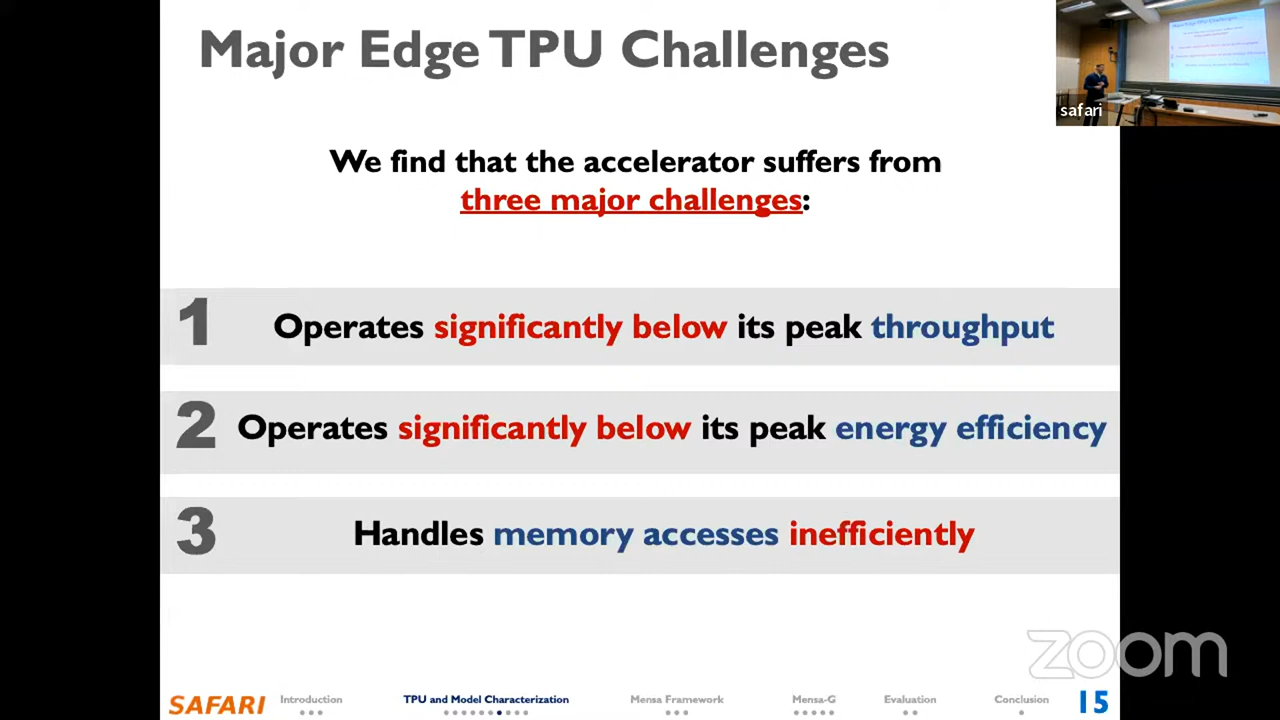 Major Edge TPU Challenges
safari
We find that the accelerator suffers from
three major challenges:
1 Operates significantly below its peak throughput
2 Operates significantly below its peak energy efficiency
3 Handles memory accesses inefficiently
zoom
SAFARI Introduction TPU and Model Characterization Mensa Framework Mensa-G Evaluation Conclusion 15